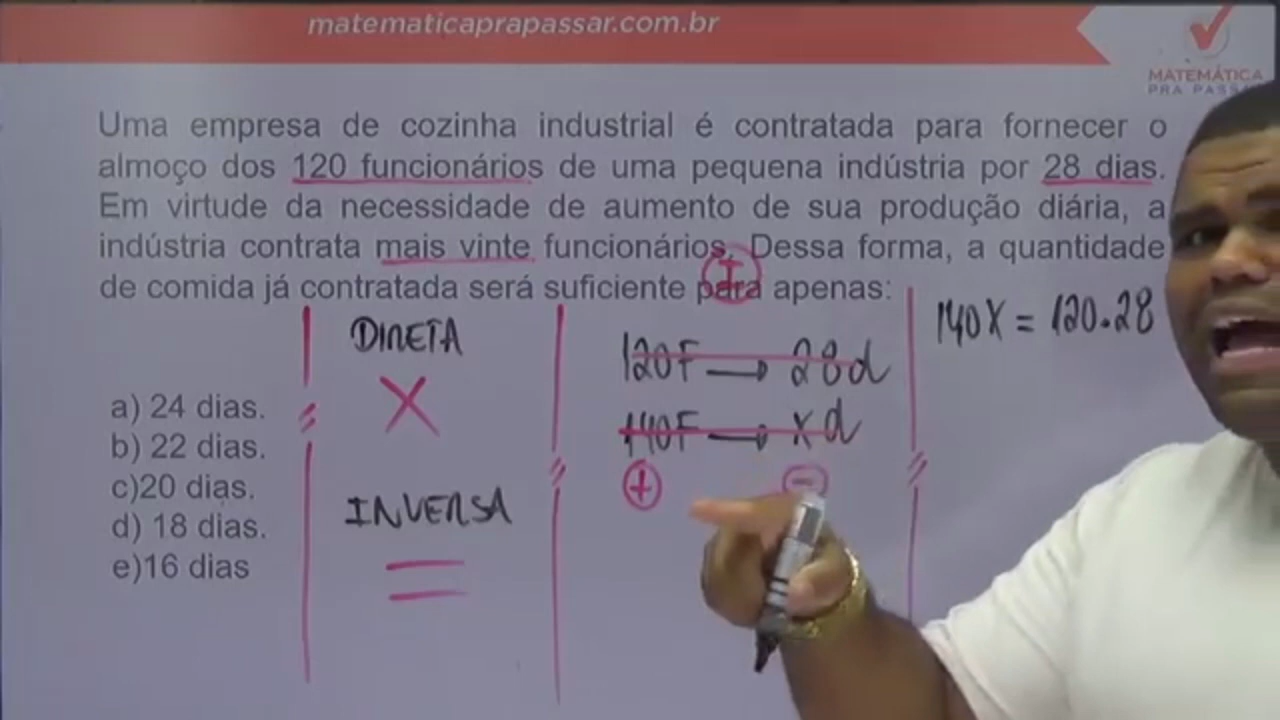 matematicaprapassar.com.br
MATEMÁTICA
PRA PASSAR
Uma empresa de cozinha industrial é contratada para fornecer o
almoço dos 120 funcionários de uma pequena indústria por 28 dias.
Em virtude da necessidade de aumento de sua produção diária, a
indústria contrata mais vinte funcionários. Dessa forma, a quantidade
de comida já contratada será suficiente para apenas:
a) 24 dias.
b) 22 dias.
c)20 dias.
d) 18 dias.
e)16 dias
DIRETA
X
INVERSA
=
I
120F → 28d
140F → x d
+ -
140X = 120.28